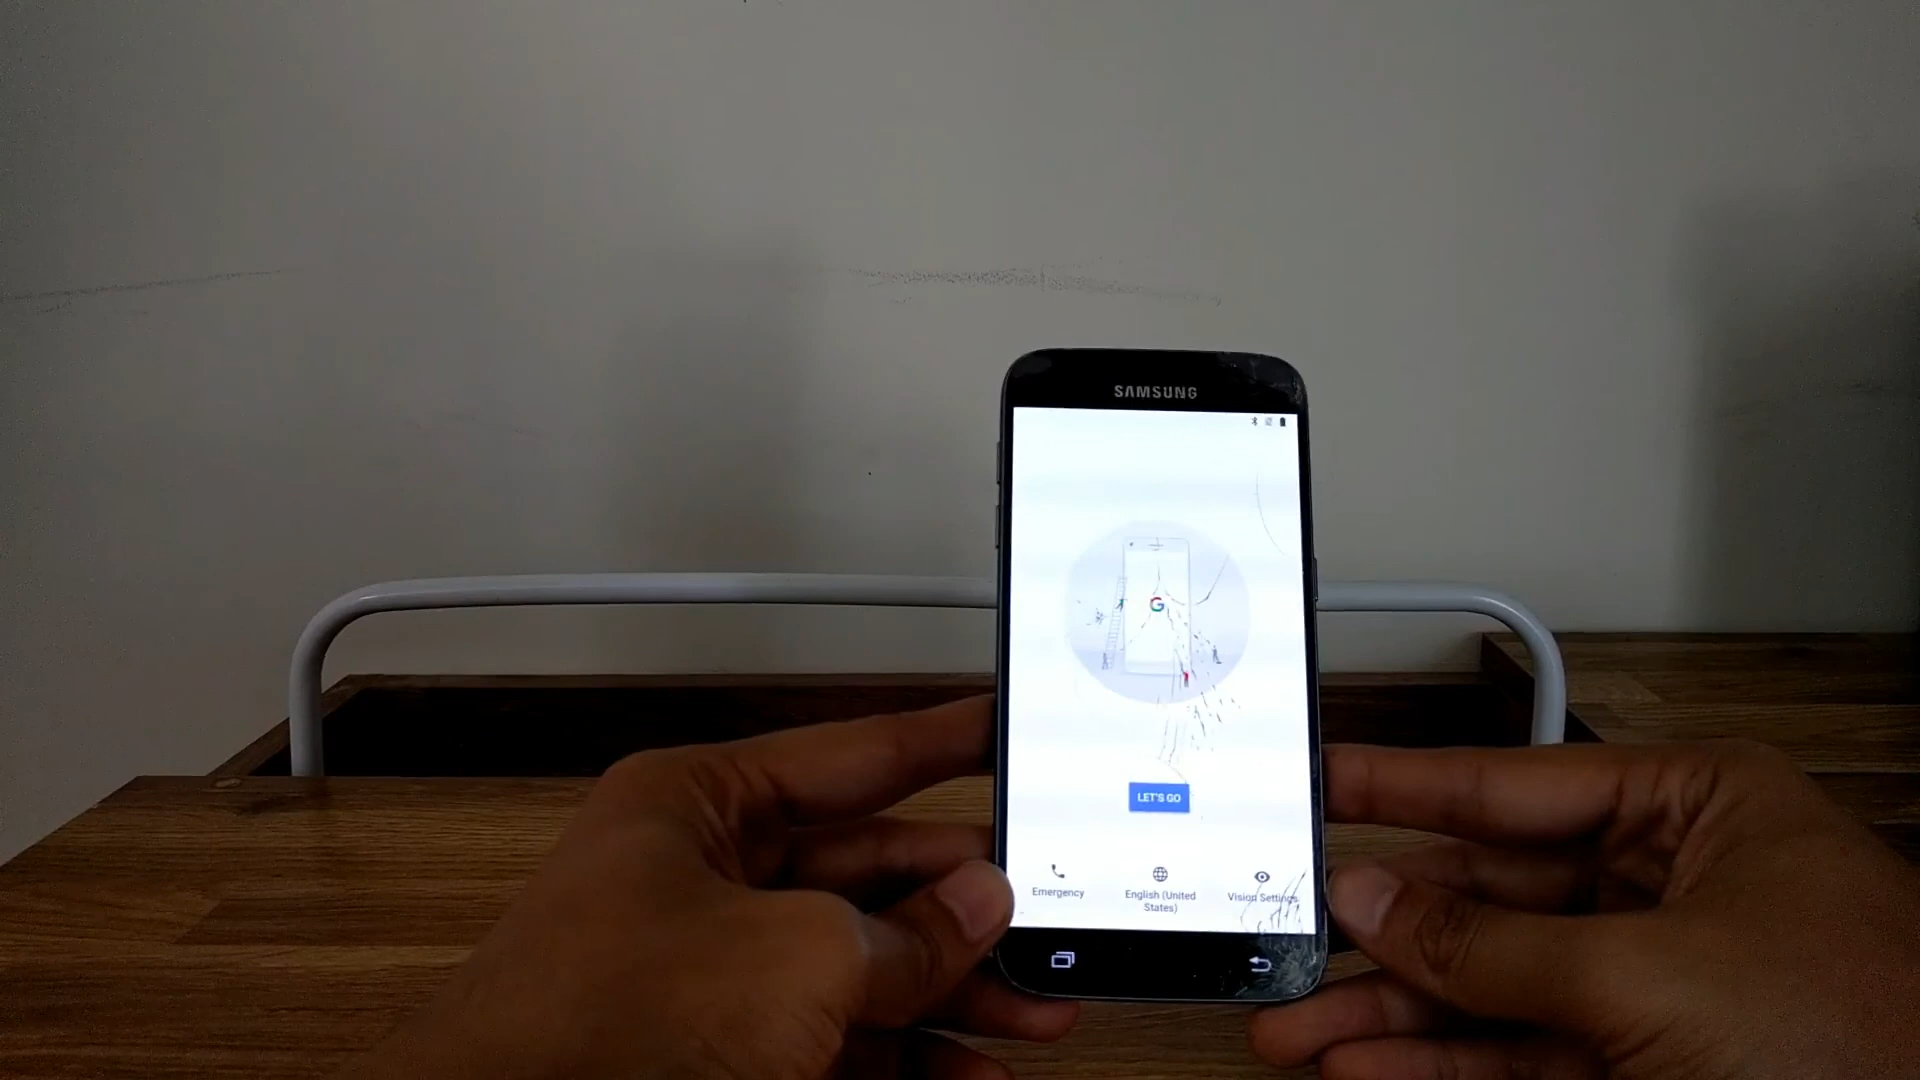 SAMSUNG
G
LET'S GO
Emergency
English (United
States)
Vision Settings